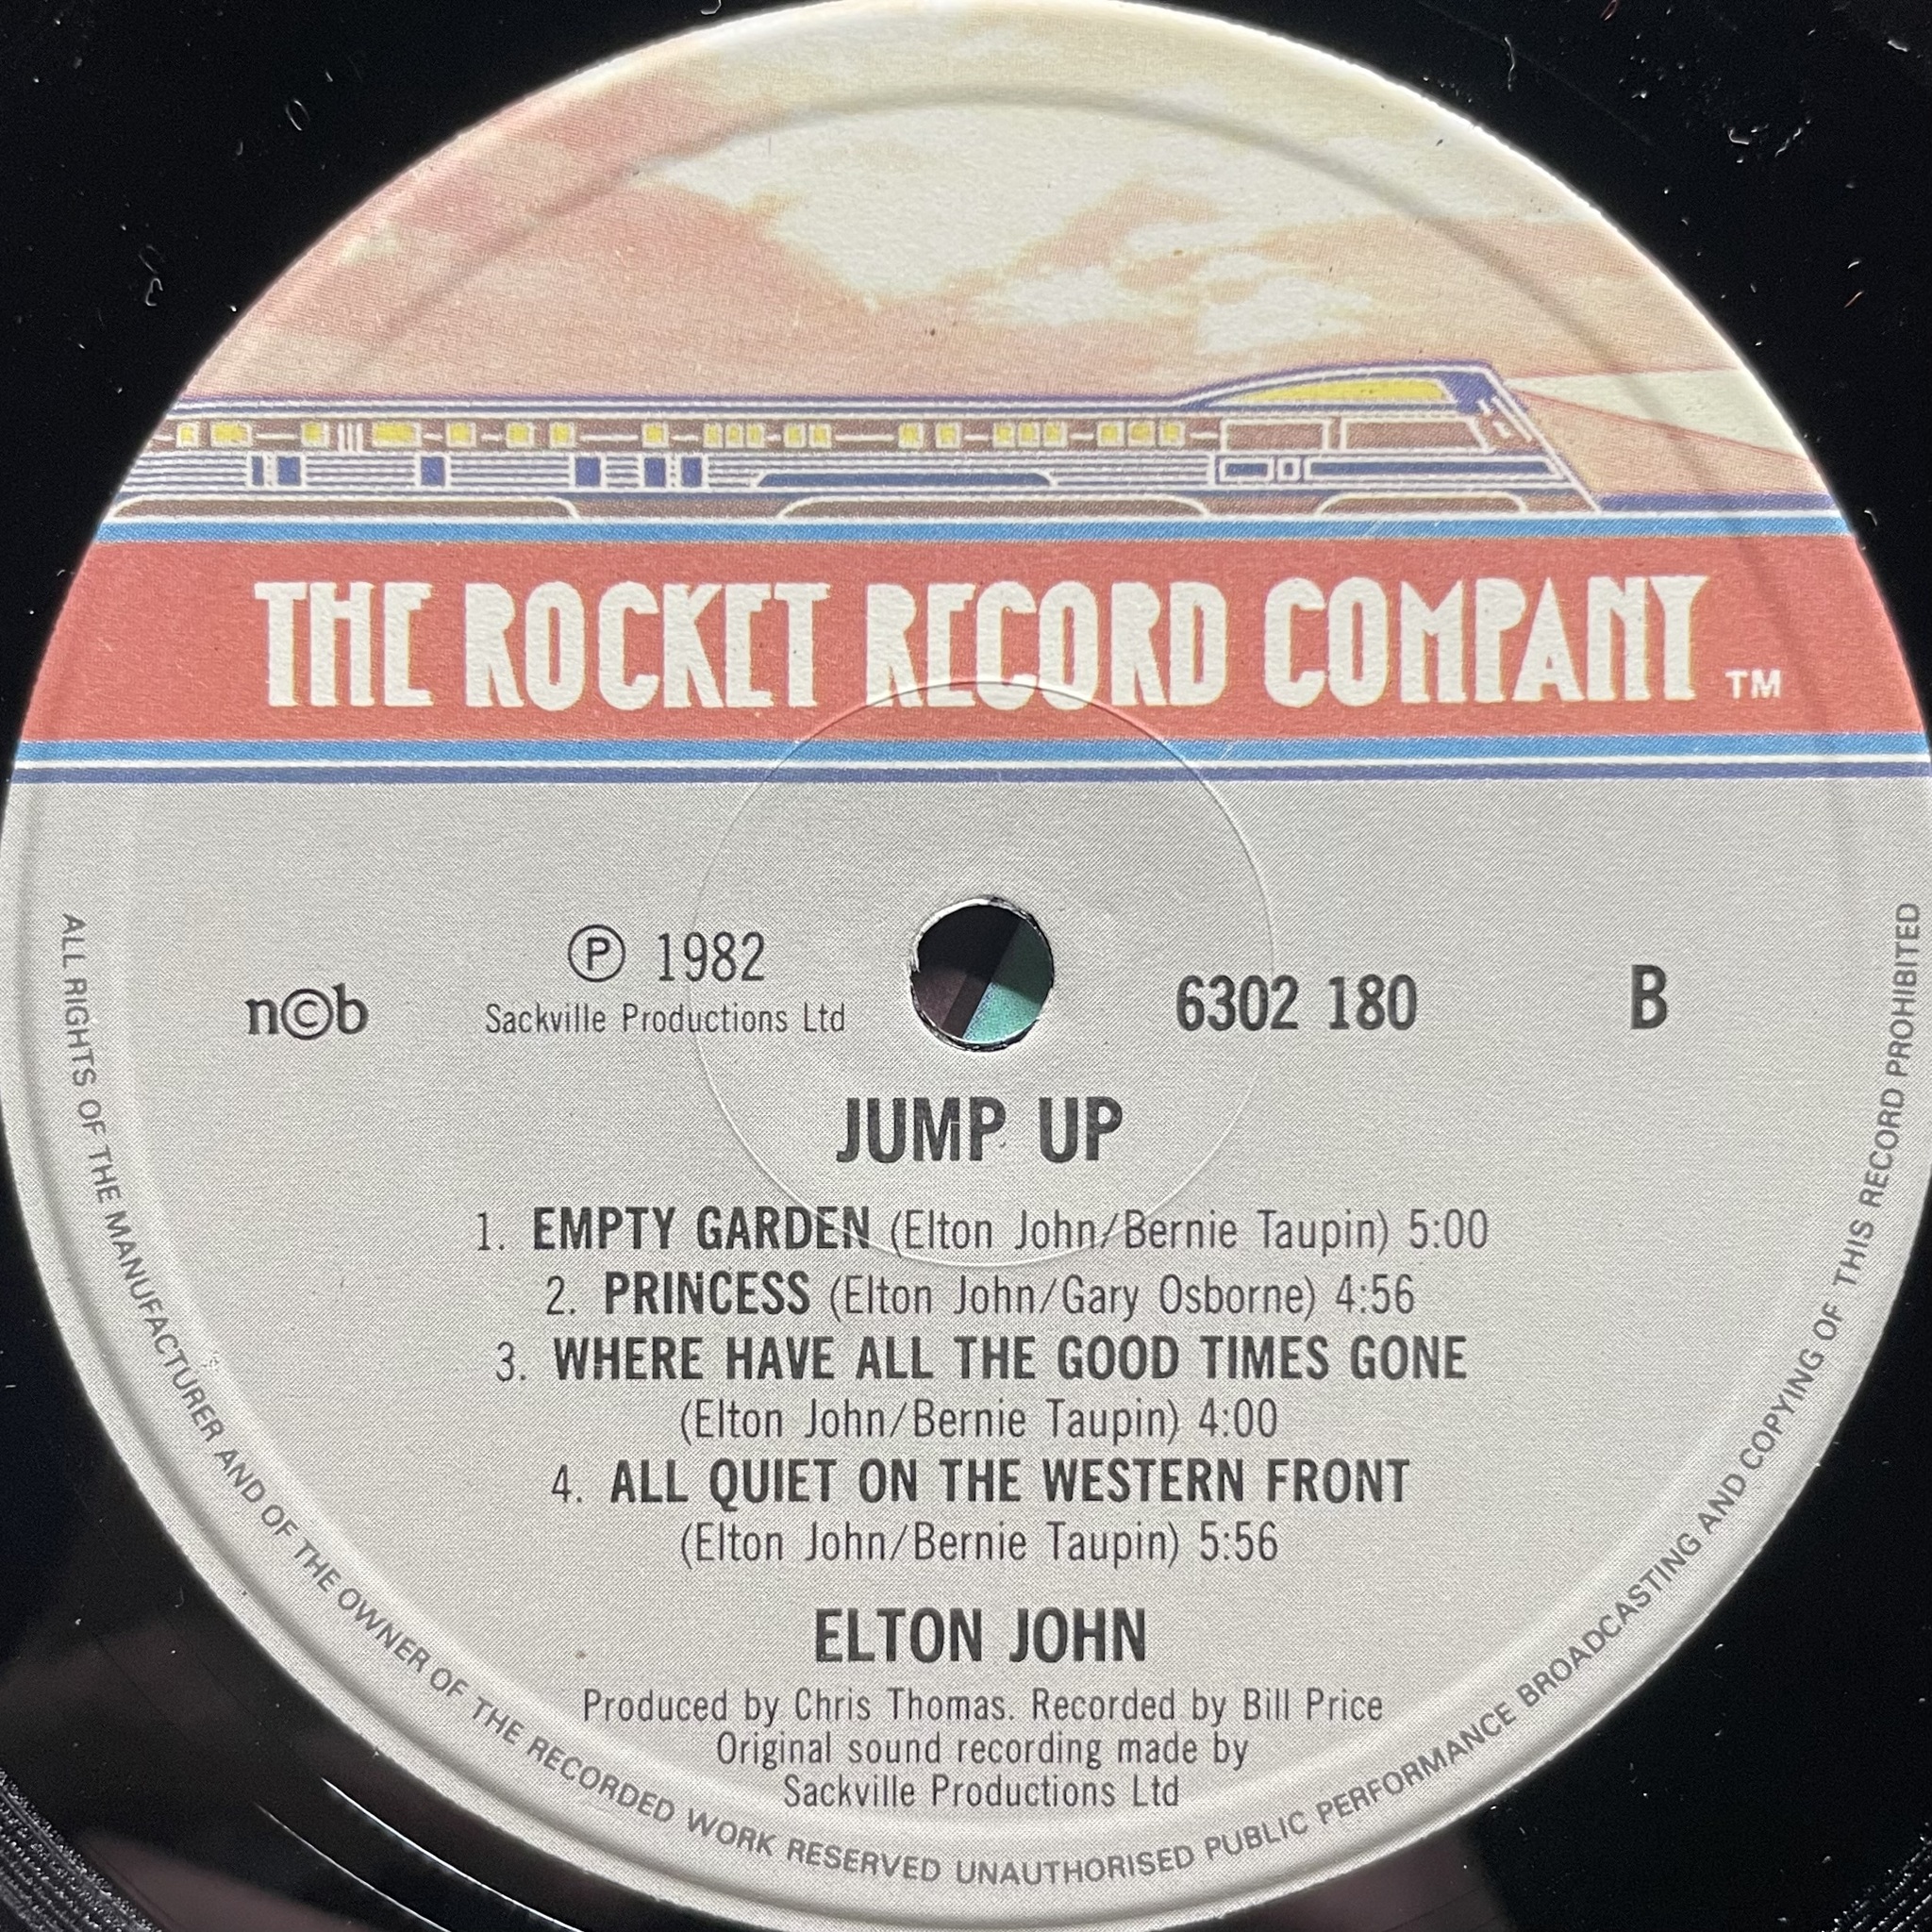 THE ROCKET RECORD COMPANY ™
n©b
Ⓟ 1982
Sackville Productions Ltd
6302 180
B
JUMP UP
1. EMPTY GARDEN (Elton John/Bernie Taupin) 5:00
2. PRINCESS (Elton John/Gary Osborne) 4:56
3. WHERE HAVE ALL THE GOOD TIMES GONE
(Elton John/Bernie Taupin) 4:00
4. ALL QUIET ON THE WESTERN FRONT
(Elton John/Bernie Taupin) 5:56
ELTON JOHN
Produced by Chris Thomas. Recorded by Bill Price
Original sound recording made by
Sackville Productions Ltd
ALL RIGHTS OF THE MANUFACTURER AND OF THE OWNER OF THE RECORDED WORK RESERVED UNAUTHORISED PUBLIC PERFORMANCE BROADCASTING AND COPYING OF THIS RECORD PROHIBITED